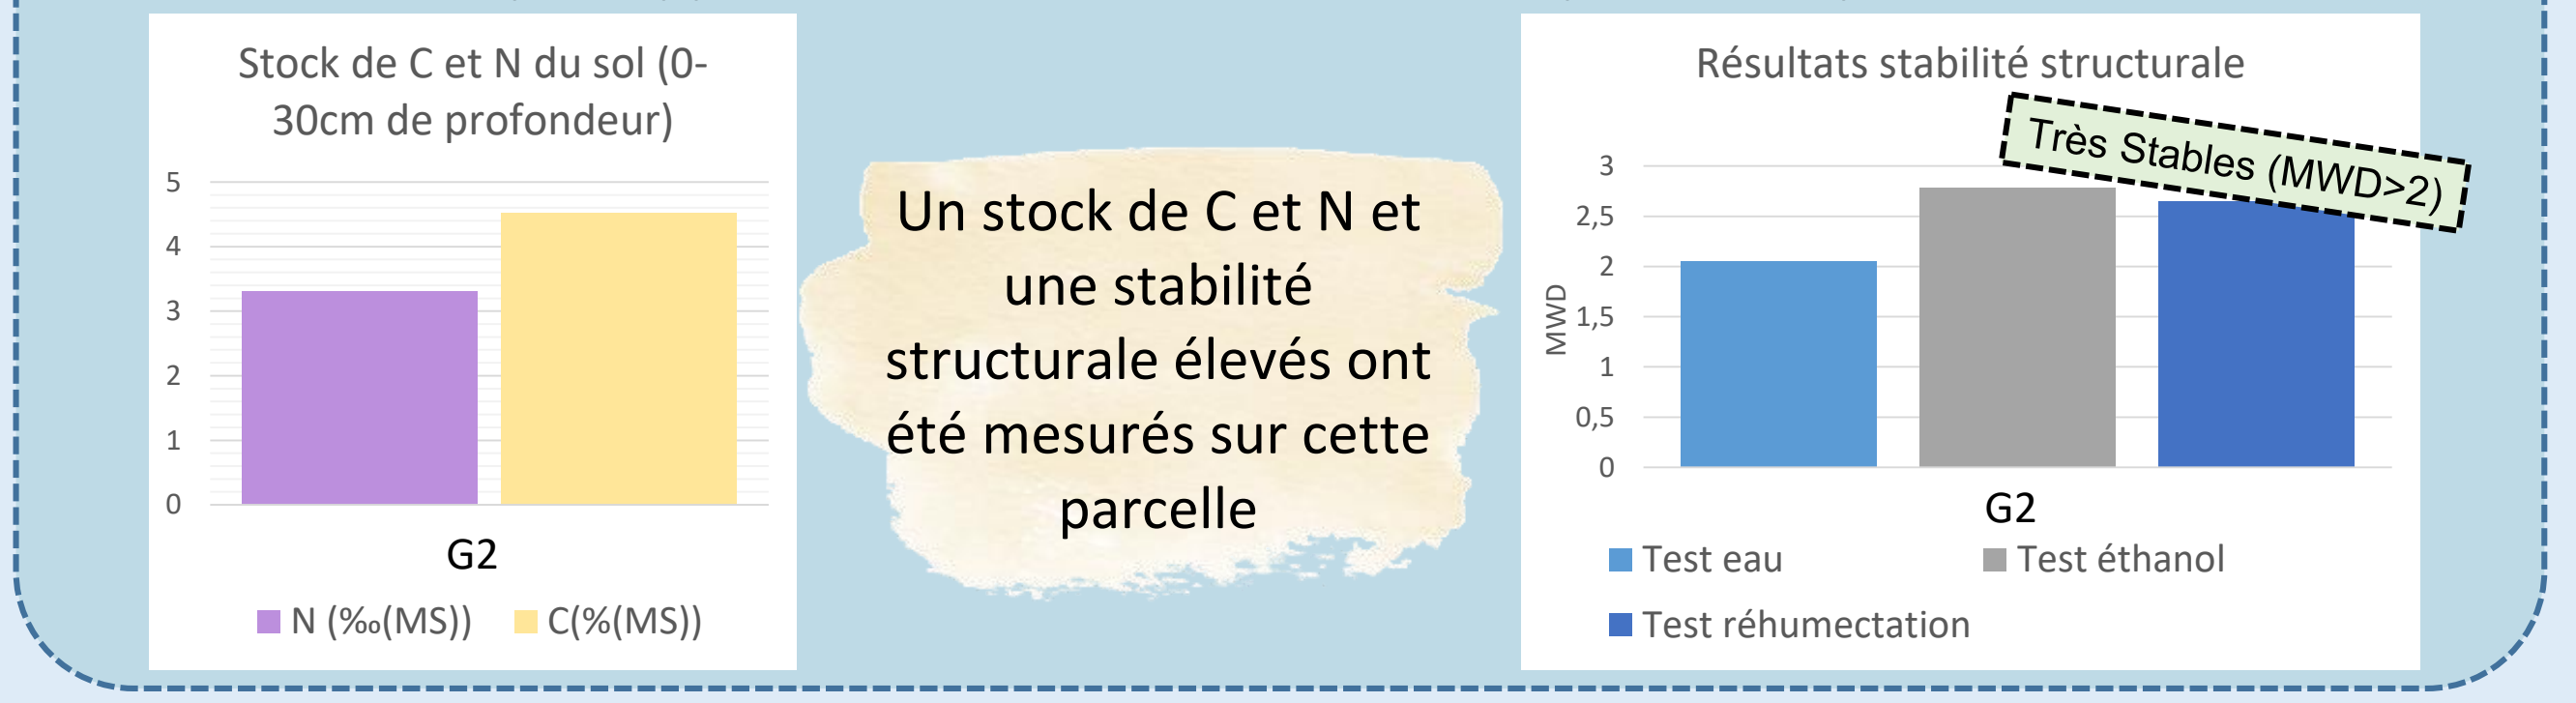 Stock de C et N du sol (0-
30cm de profondeur)
5
4
3
2
1
0
G2
N (‰(MS))
C(%(MS))
Un stock de C et N et
une stabilité
structurale élevés ont
été mesurés sur cette
parcelle
Résultats stabilité structurale
Très Stables (MWD>2)
MWD
3
2,5
2
1,5
1
0,5
0
G2
Test eau
Test éthanol
Test réhumectation